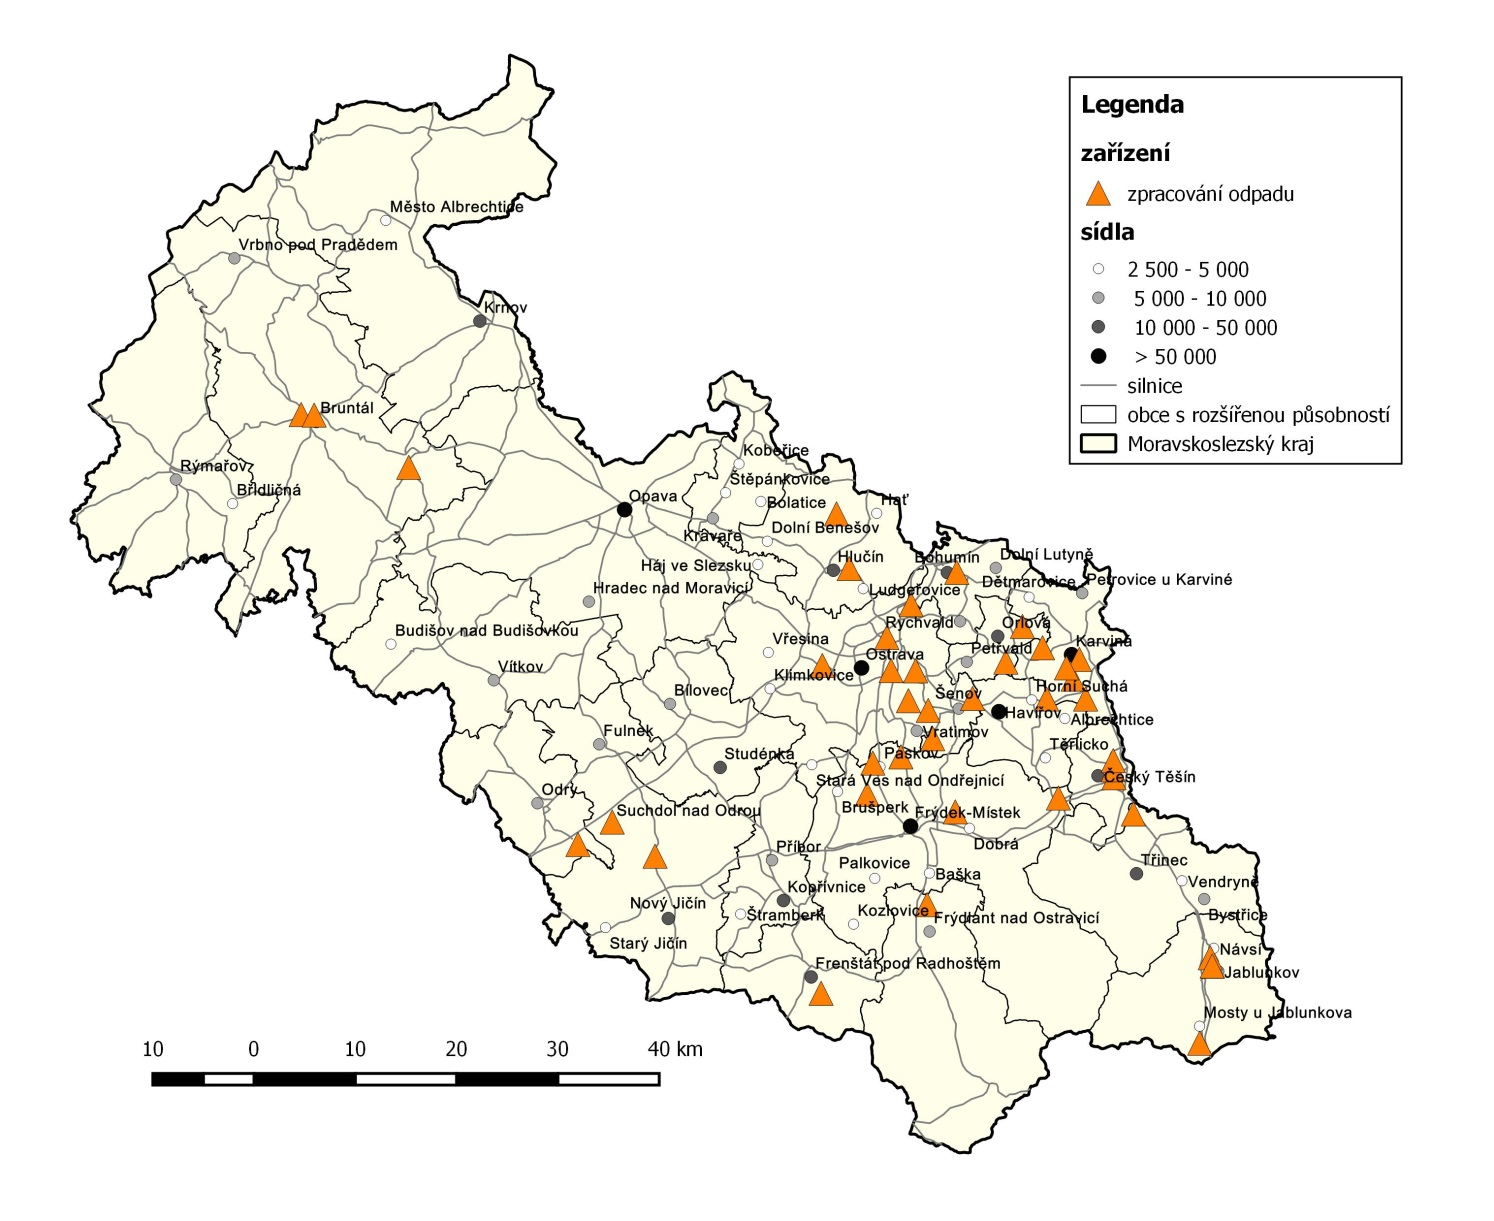 Legenda
zařízení
zpracování odpadu
sídla
2 500 - 5 000
5 000 - 10 000
10 000 - 50 000
> 50 000
silnice
obce s rozšířenou působností
Moravskoslezský kraj
Město Albrechtice
Vrbno pod Pradědem
Krnov
Bruntál
Rýmařov
Břidličná
Kobeřice
Štěpánkovice
Bolatice
Opava
Hať
Kravaře
Dolní Benešov
Háj ve Slezsku
Hlučín
Bohumín
Dolní Lutyně
Hradec nad Moravicí
Ludgeřovice
Dětmarovice
Petrovice u Karviné
Budišov nad Budišovkou
Vřesina
Rychvald
Orlová
Karviná
Vítkov
Klimkovice
Ostrava
Petřvald
Bílovec
Šenov
Horní Suchá
Havířov
Albrechtice
Fulnek
Vratimov
Těrlicko
Studénka
Paskov
Stará Ves nad Ondřejnicí
Český Těšín
Odry
Suchdol nad Odrou
Brušperk
Frýdek-Místek
Dobrá
Příbor
Palkovice
Baška
Třinec
Vendryně
Kopřivnice
Nový Jičín
Štramberk
Kozlovice
Frýdlant nad Ostravicí
Bystřice
Starý Jičín
Frenštát pod Radhoštěm
Návsí
Jablunkov
Mosty u Jablunkova
10 0 10 20 30 40 km